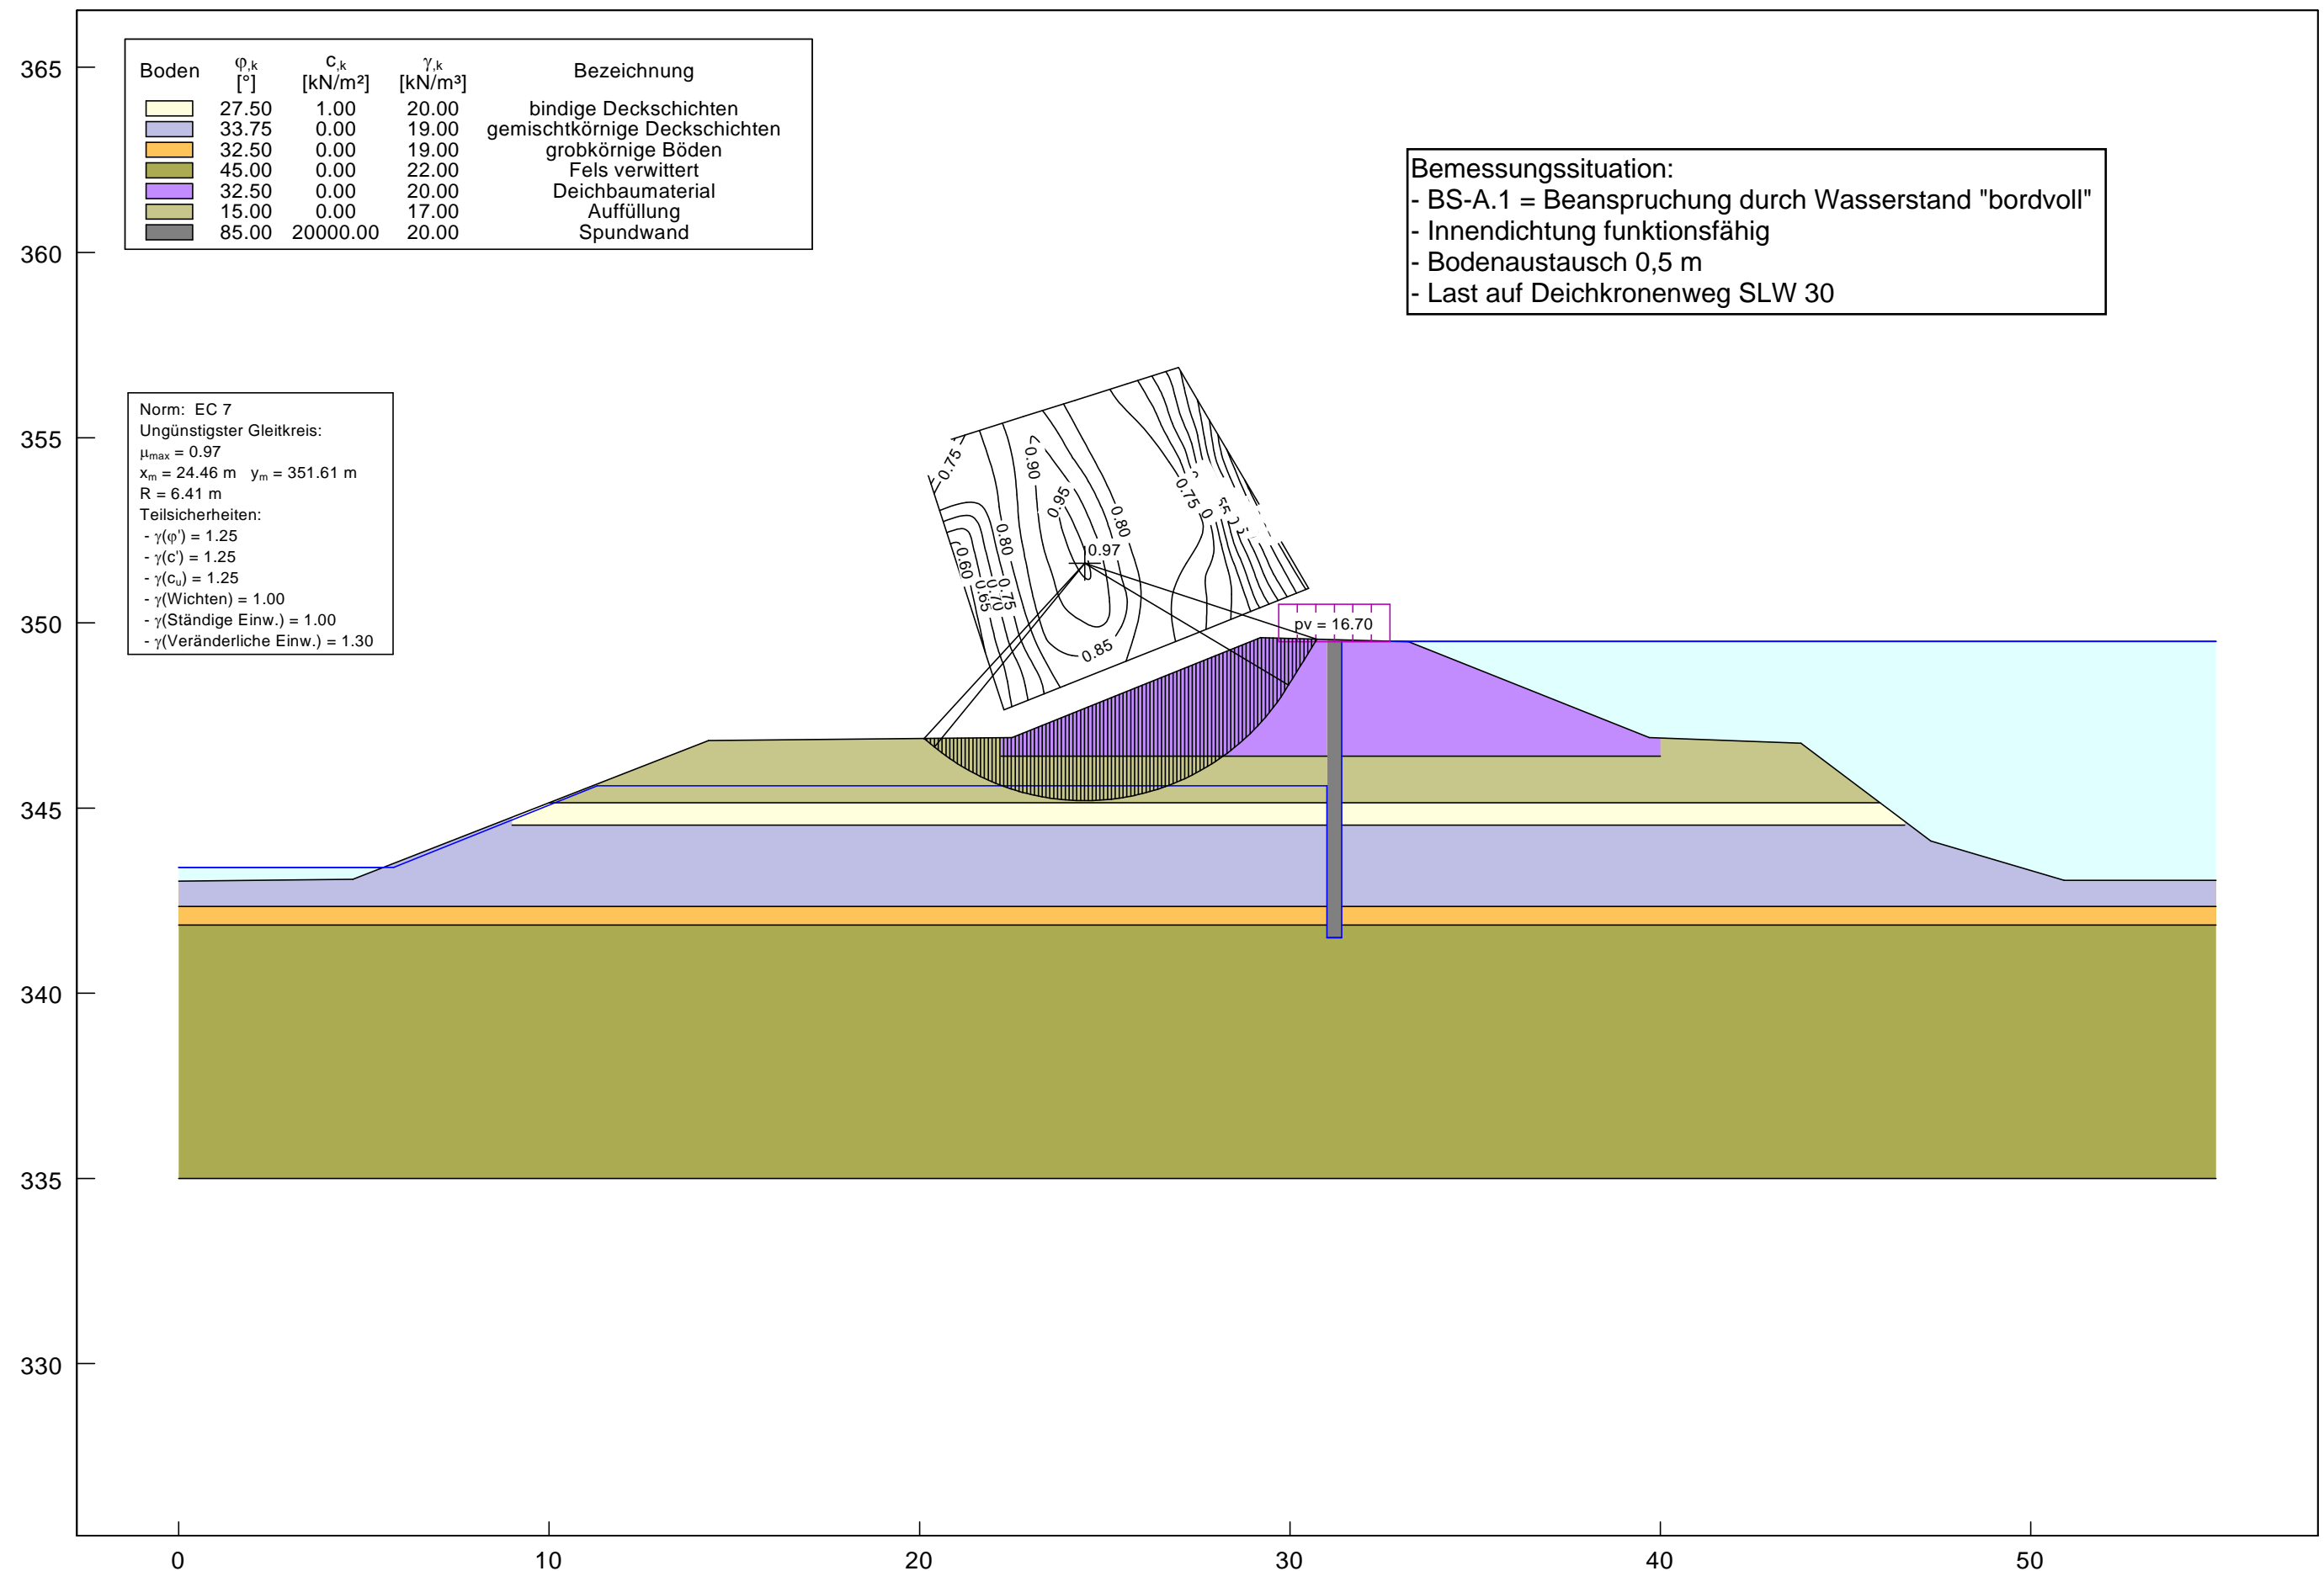 Boden φ,k c,k γ,k Bezeichnung
[°] [kN/m²] [kN/m³]
27.50 1.00 20.00 bindige Deckschichten
33.75 0.00 19.00 gemischtkörnige Deckschichten
32.50 0.00 19.00 grobkörnige Böden
45.00 0.00 22.00 Fels verwittert
32.50 0.00 20.00 Deichbaumaterial
15.00 0.00 17.00 Auffüllung
85.00 20000.00 20.00 Spundwand
Bemessungssituation:
- BS-A.1 = Beanspruchung durch Wasserstand "bordvoll"
- Innendichtung funktionsfähig
- Bodenaustausch 0,5 m
- Last auf Deichkronenweg SLW 30
Norm: EC 7
Ungünstigster Gleitkreis:
μmax = 0.97
xm = 24.46 m ym = 351.61 m
R = 6.41 m
Teilsicherheiten:
- γ(φ') = 1.25
- γ(c') = 1.25
- γ(cu) = 1.25
- γ(Wichten) = 1.00
- γ(Ständige Einw.) = 1.00
- γ(Veränderliche Einw.) = 1.30
0.75
0.90
0.95
0.80
0.75
0.80
0.97
0.60
0.65
0.70
0.75
0.85
pv = 16.70
365
360
355
350
345
340
335
330
0 10 20 30 40 50